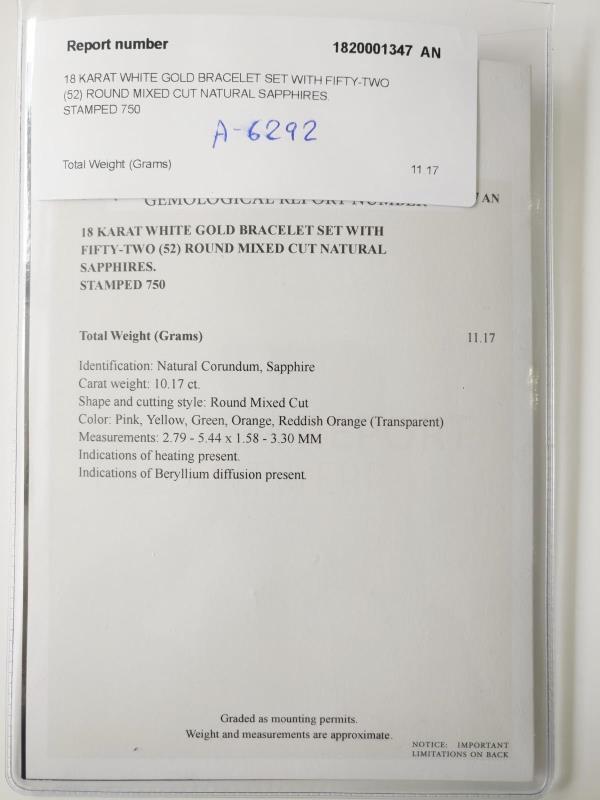 Report number 1820001347 AN
18 KARAT WHITE GOLD BRACELET SET WITH FIFTY-TWO
(52) ROUND MIXED CUT NATURAL SAPPHIRES.
STAMPED 750
A-6292
Total Weight (Grams) 11.17
GEMOLOGICAL REPORT NUMBER 7 AN
18 KARAT WHITE GOLD BRACELET SET WITH
FIFTY-TWO (52) ROUND MIXED CUT NATURAL
SAPPHIRES.
STAMPED 750
Total Weight (Grams) 11.17
Identification: Natural Corundum, Sapphire
Carat weight: 10.17 ct.
Shape and cutting style: Round Mixed Cut
Color: Pink, Yellow, Green, Orange, Reddish Orange (Transparent)
Measurements: 2.79 - 5.44 x 1.58 - 3.30 MM
Indications of heating present.
Indications of Beryllium diffusion present.
Graded as mounting permits.
Weight and measurements are approximate.
NOTICE: IMPORTANT
LIMITATIONS ON BACK